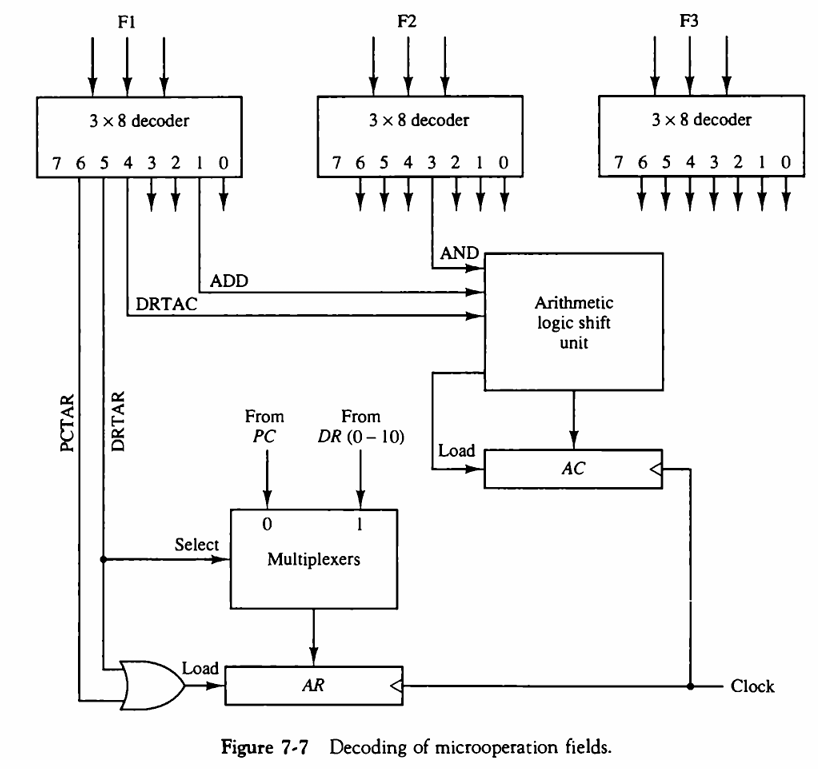 F1
F2
F3
3 × 8 decoder
7 6 5 4 3 2 1 0
3 × 8 decoder
7 6 5 4 3 2 1 0
3 × 8 decoder
7 6 5 4 3 2 1 0
AND
ADD
DRTAC
Arithmetic
logic shift
unit
PCTAR
DRTAR
From
PC
From
DR (0 – 10)
Load
AC
0
1
Select
Multiplexers
Load
AR
Clock
Figure 7-7 Decoding of microoperation fields.